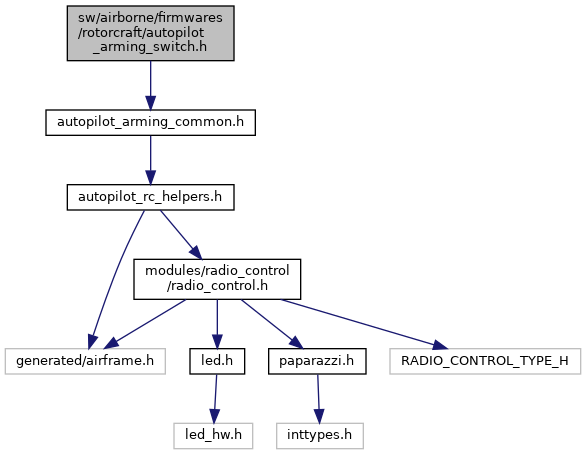 sw/airborne/firmwares
/rotorcraft/autopilot
_arming_switch.h
autopilot_arming_common.h
autopilot_rc_helpers.h
modules/radio_control
/radio_control.h
generated/airframe.h
led.h
paparazzi.h
RADIO_CONTROL_TYPE_H
led_hw.h
inttypes.h